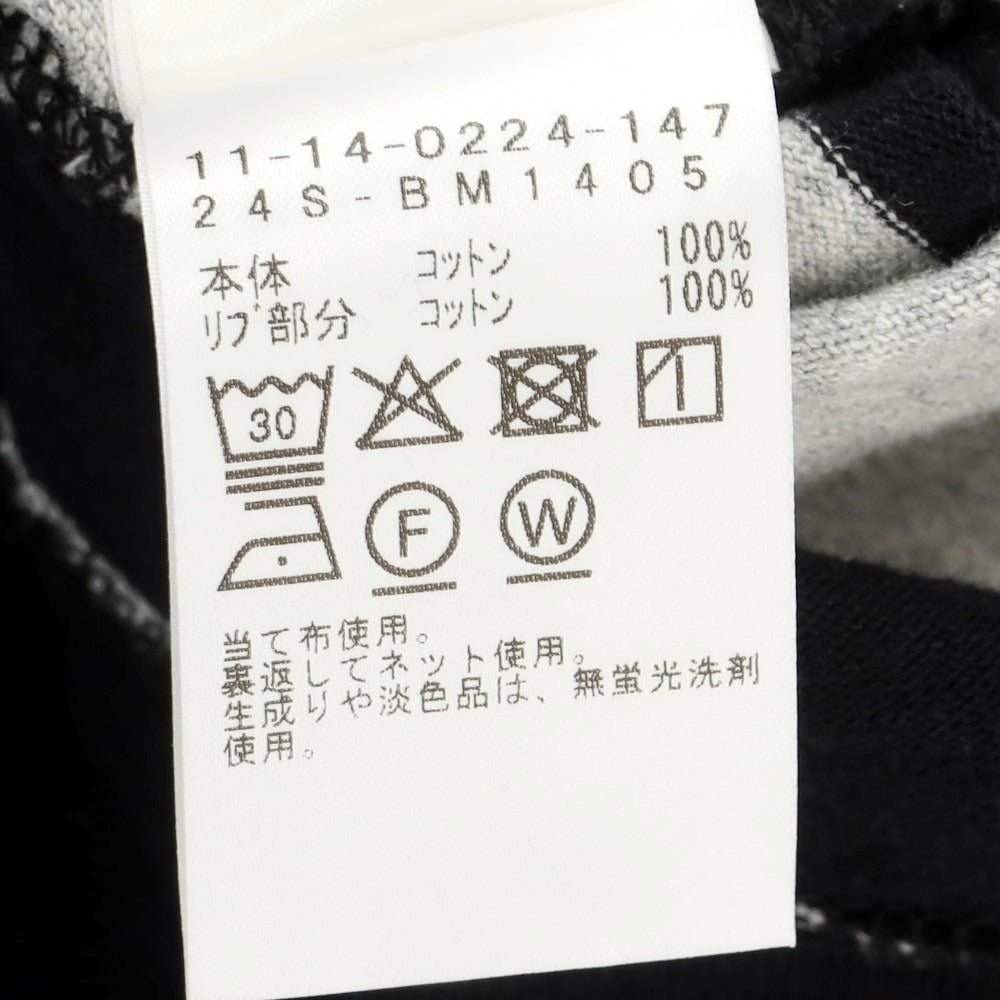 11-14-0224-147
24S-BM1405
本体 コットン 100%
リブ部分 コットン 100%
30
F W
当て布使用。
裏返してネット使用。
生成りや淡色品は、無蛍光洗剤
使用。